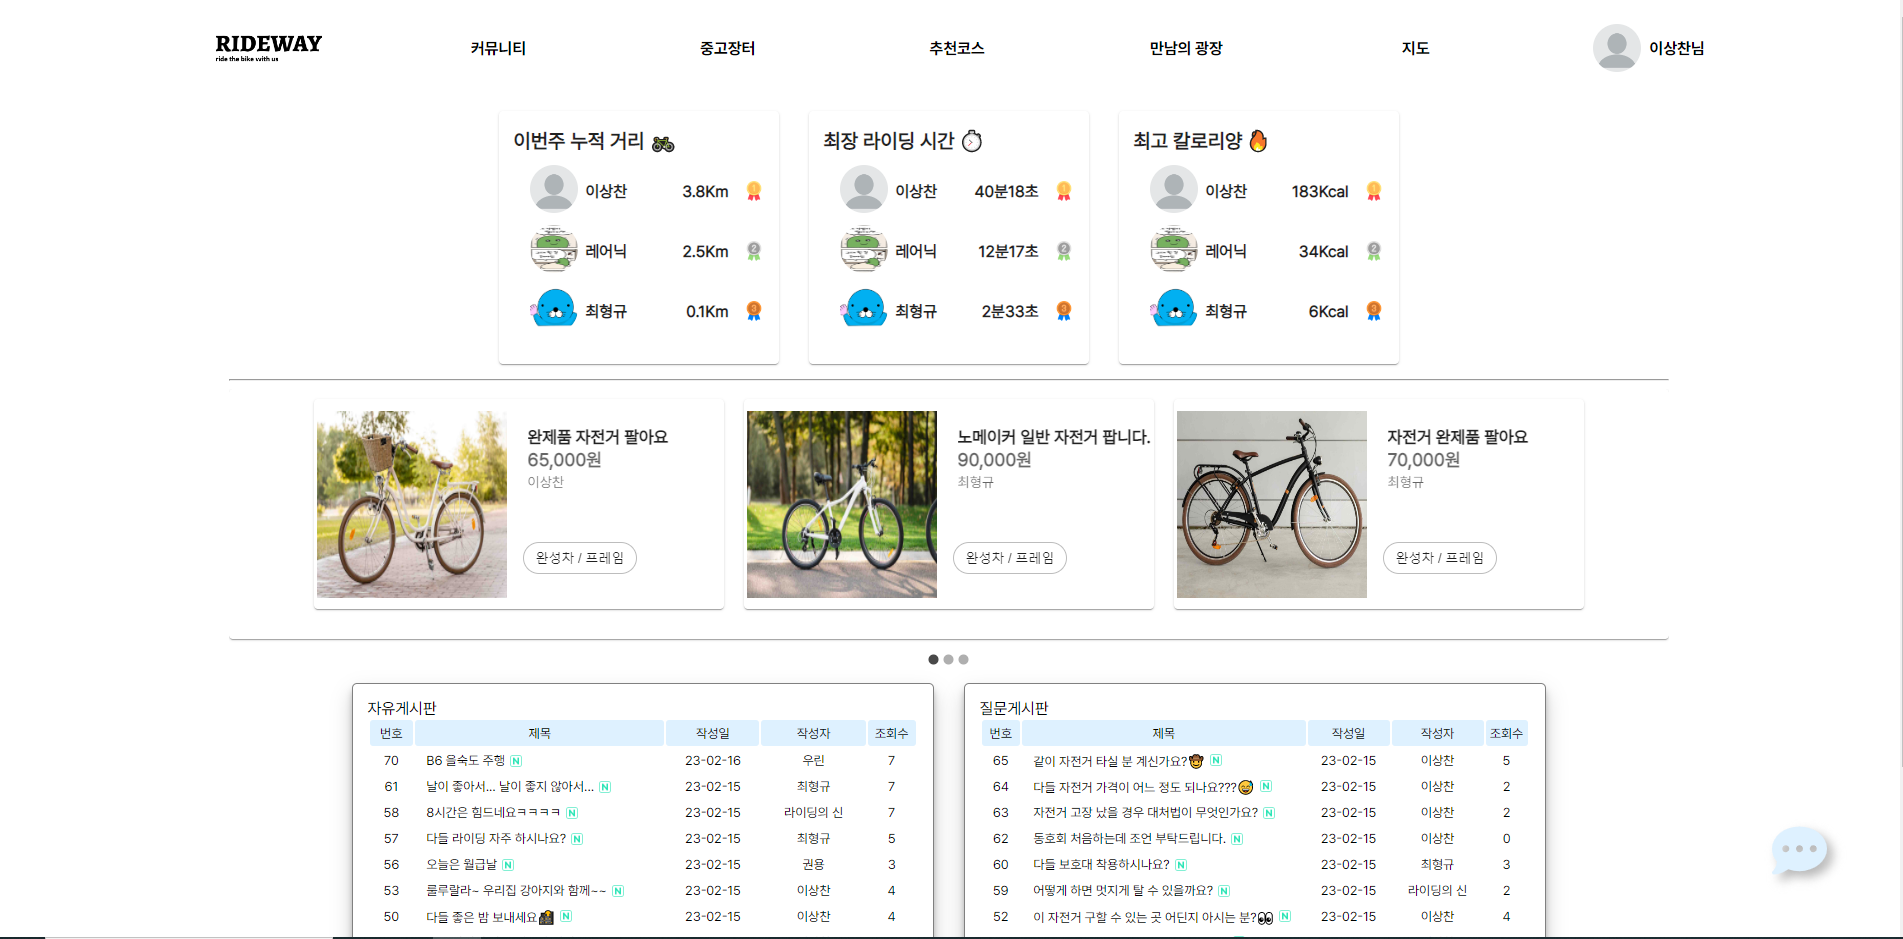 RIDEWAY
ride the bike with us
커뮤니티
중고장터
추천코스
만남의 광장
지도
이상찬님
이번주 누적 거리
이상찬 3.8Km
레어닉 2.5Km
최형규 0.1Km
최장 라이딩 시간
이상찬 40분18초
레어닉 12분17초
최형규 2분33초
최고 칼로리양
이상찬 183Kcal
레어닉 34Kcal
최형규 6Kcal
완제품 자전거 팔아요
65,000원
이상찬
완성차 / 프레임
노메이커 일반 자전거 팝니다.
90,000원
최형규
완성차 / 프레임
자전거 완제품 팔아요
70,000원
최형규
완성차 / 프레임
자유게시판
번호 제목 작성일 작성자 조회수
70 B6 을숙도 주행 N 23-02-16 우린 7
61 날이 좋아서... 날이 좋지 않아서... N 23-02-15 최형규 7
58 8시간은 힘드네요ㅋㅋㅋㅋ N 23-02-15 라이딩의 신 7
57 다들 라이딩 자주 하시나요? N 23-02-15 최형규 5
56 오늘은 월급날 N 23-02-15 권용 3
53 룰루랄라~ 우리집 강아지와 함께~~ N 23-02-15 이상찬 4
50 다들 좋은 밤 보내세요 N 23-02-15 이상찬 4
질문게시판
번호 제목 작성일 작성자 조회수
65 같이 자전거 타실 분 계신가요? N 23-02-15 이상찬 5
64 다들 자전거 가격이 어느 정도 되나요??? N 23-02-15 이상찬 2
63 자전거 고장 났을 경우 대처법이 무엇인가요? N 23-02-15 이상찬 2
62 동호회 처음하는데 조언 부탁드립니다. N 23-02-15 이상찬 0
60 다들 보호대 착용하시나요? N 23-02-15 최형규 3
59 어떻게 하면 멋지게 탈 수 있을까요? N 23-02-15 라이딩의 신 2
52 이 자전거 구할 수 있는 곳 어딘지 아시는 분? N 23-02-15 이상찬 4